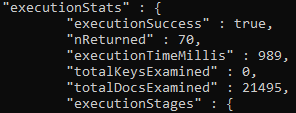 "executionStats" : {
"executionSuccess" : true,
"nReturned" : 70,
"executionTimeMillis" : 989,
"totalKeysExamined" : 0,
"totalDocsExamined" : 21495,
"executionStages" : {